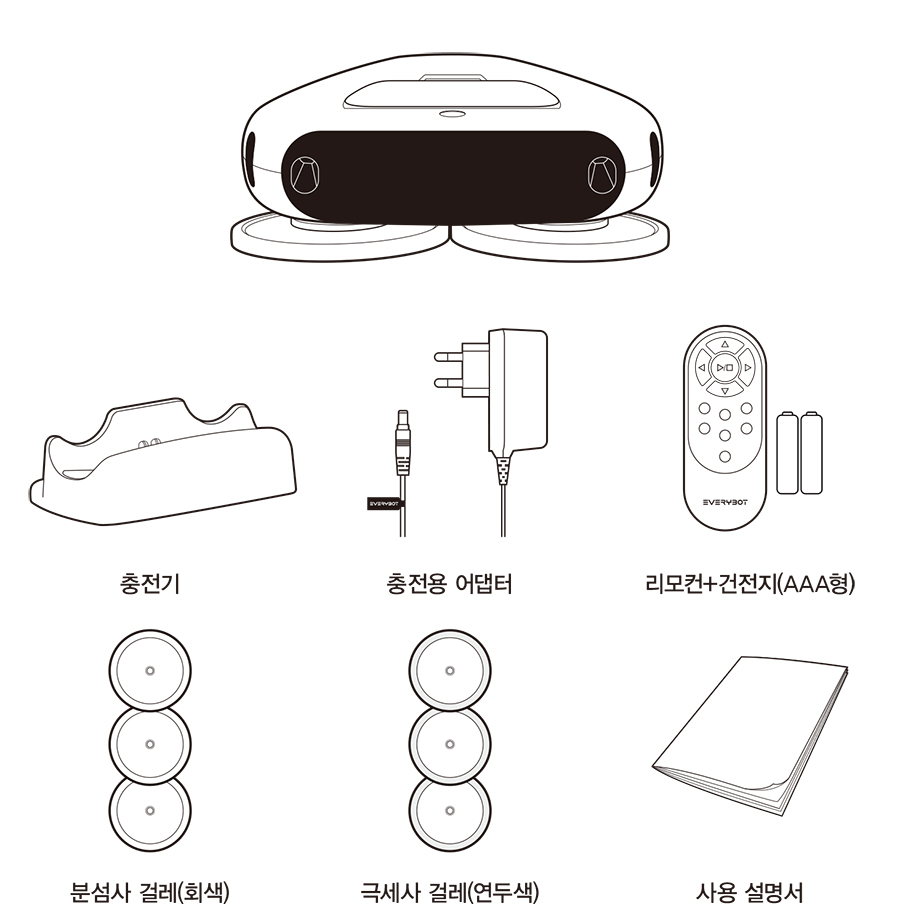 EVERYBOT
EVERYBOT
충전기
충전용 어댑터
리모컨+건전지(AAA형)
분섬사 걸레(회색)
극세사 걸레(연두색)
사용 설명서